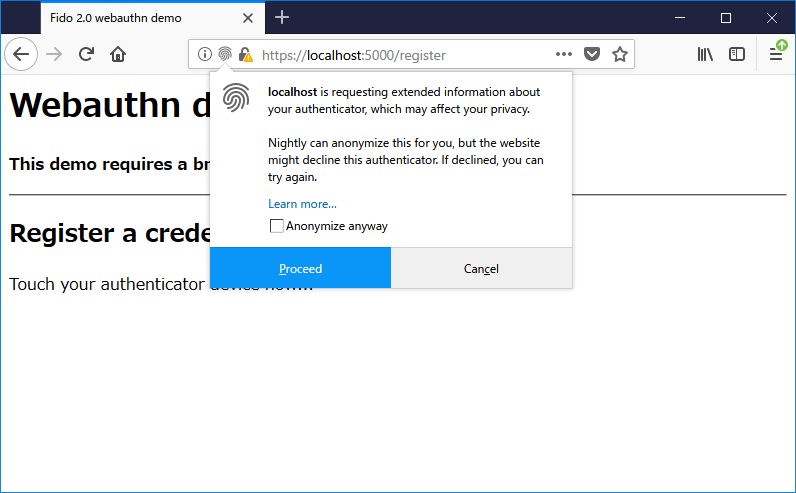 Fido 2.0 webauthn demo
https://localhost:5000/register
Webauthn d
This demo requires a br
localhost is requesting extended information about
your authenticator, which may affect your privacy.
Nightly can anonymize this for you, but the website
might decline this authenticator. If declined, you can
try again.
Learn more...
Anonymize anyway
Proceed
Cancel
Register a crede
Touch your authenticator device now...